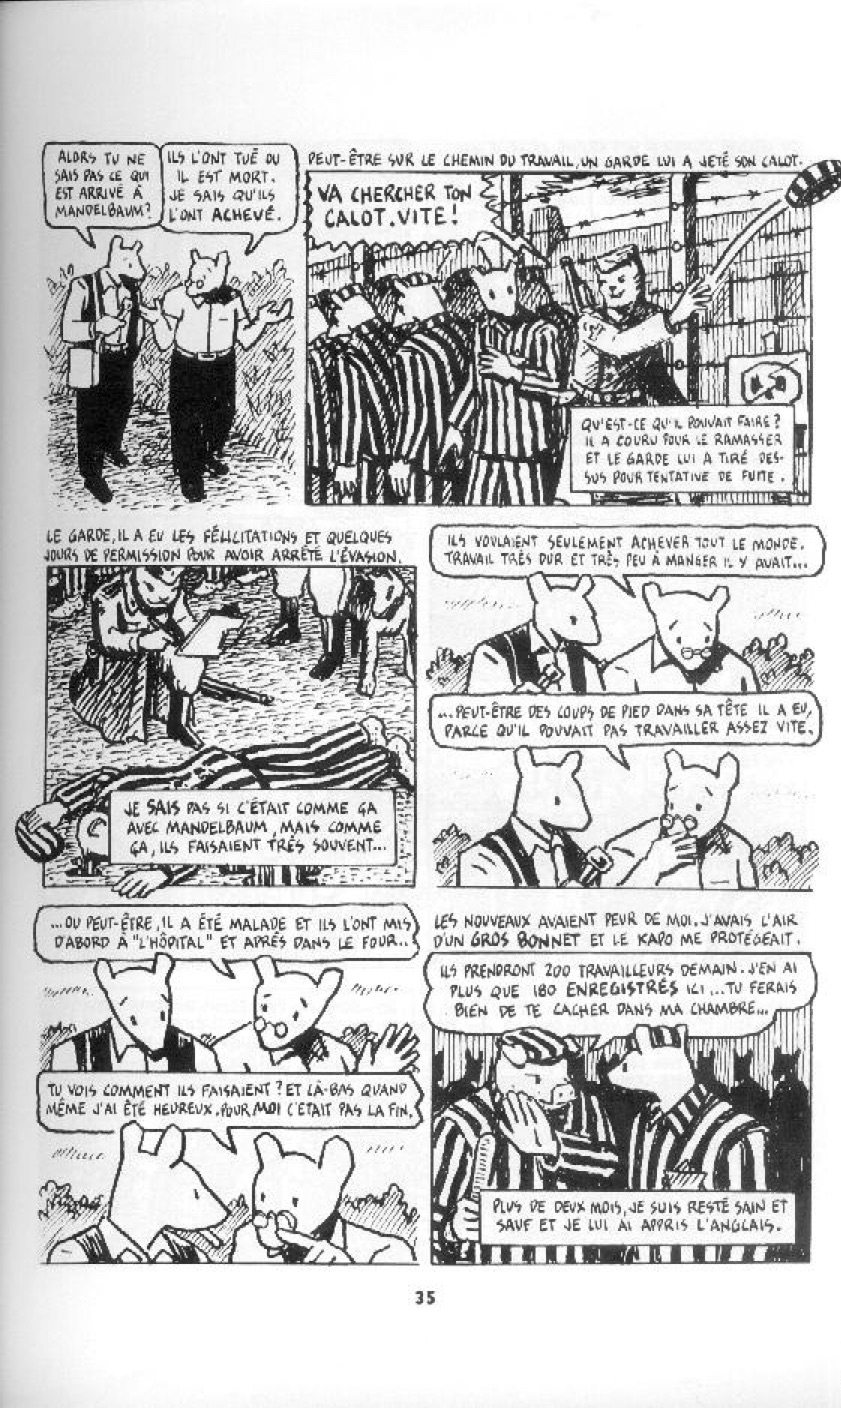 ALORS TU NE
SAIS PAS CE QUI
EST ARRIVÉ À
MANDELBAUM?
ILS L'ONT TUÉ OU
IL EST MORT.
JE SAIS QU'ILS
L'ONT ACHEVÉ.
PEUT-ÊTRE SUR LE CHEMIN DU TRAVAIL, UN GARDE LUI A JETÉ SON CALOT.
VA CHERCHER TON
CALOT. VITE!
QU'EST-CE QU'IL POUVAIT FAIRE?
IL A COURU POUR LE RAMASSER
ET LE GARDE LUI A TIRÉ DES-
SUS POUR TENTATIVE DE FUITE.
LE GARDE, IL A EU LES FÉLICITATIONS ET QUELQUES
JOURS DE PERMISSION POUR AVOIR ARRÊTÉ L'ÉVASION.
JE SAIS PAS SI C'ÉTAIT COMME ÇA
AVEC MANDELBAUM, MAIS COMME
ÇA, ILS FAISAIENT TRÈS SOUVENT...
ILS VOULAIENT SEULEMENT ACHEVER TOUT LE MONDE.
TRAVAIL TRÈS DUR ET TRÈS PEU À MANGER IL Y AVAIT...
...PEUT-ÊTRE DES COUPS DE PIED DANS SA TÊTE IL A EU,
PARCE QU'IL POUVAIT PAS TRAVAILLER ASSEZ VITE.
...OU PEUT-ÊTRE, IL A ÉTÉ MALADE ET ILS L'ONT MIS
D'ABORD À "L'HÔPITAL" ET APRÈS DANS LE FOUR...
TU VOIS COMMENT ILS FAISAIENT? ET LÀ-BAS QUAND
MÊME J'AI ÉTÉ HEUREUX. POUR MOI C'ÉTAIT PAS LA FIN.
LES NOUVEAUX AVAIENT PEUR DE MOI. J'AVAIS L'AIR
D'UN GROS BONNET ET LE KAPO ME PROTÉGEAIT.
ILS PRENDRONT 200 TRAVAILLEURS DEMAIN. J'EN AI
PLUS QUE 180 ENREGISTRÉS ICI... TU FERAIS
BIEN DE TE CACHER DANS MA CHAMBRE...
PLUS DE DEUX MOIS, JE SUIS RESTÉ SAIN ET
SAUF ET JE LUI AI APPRIS L'ANGLAIS.
35